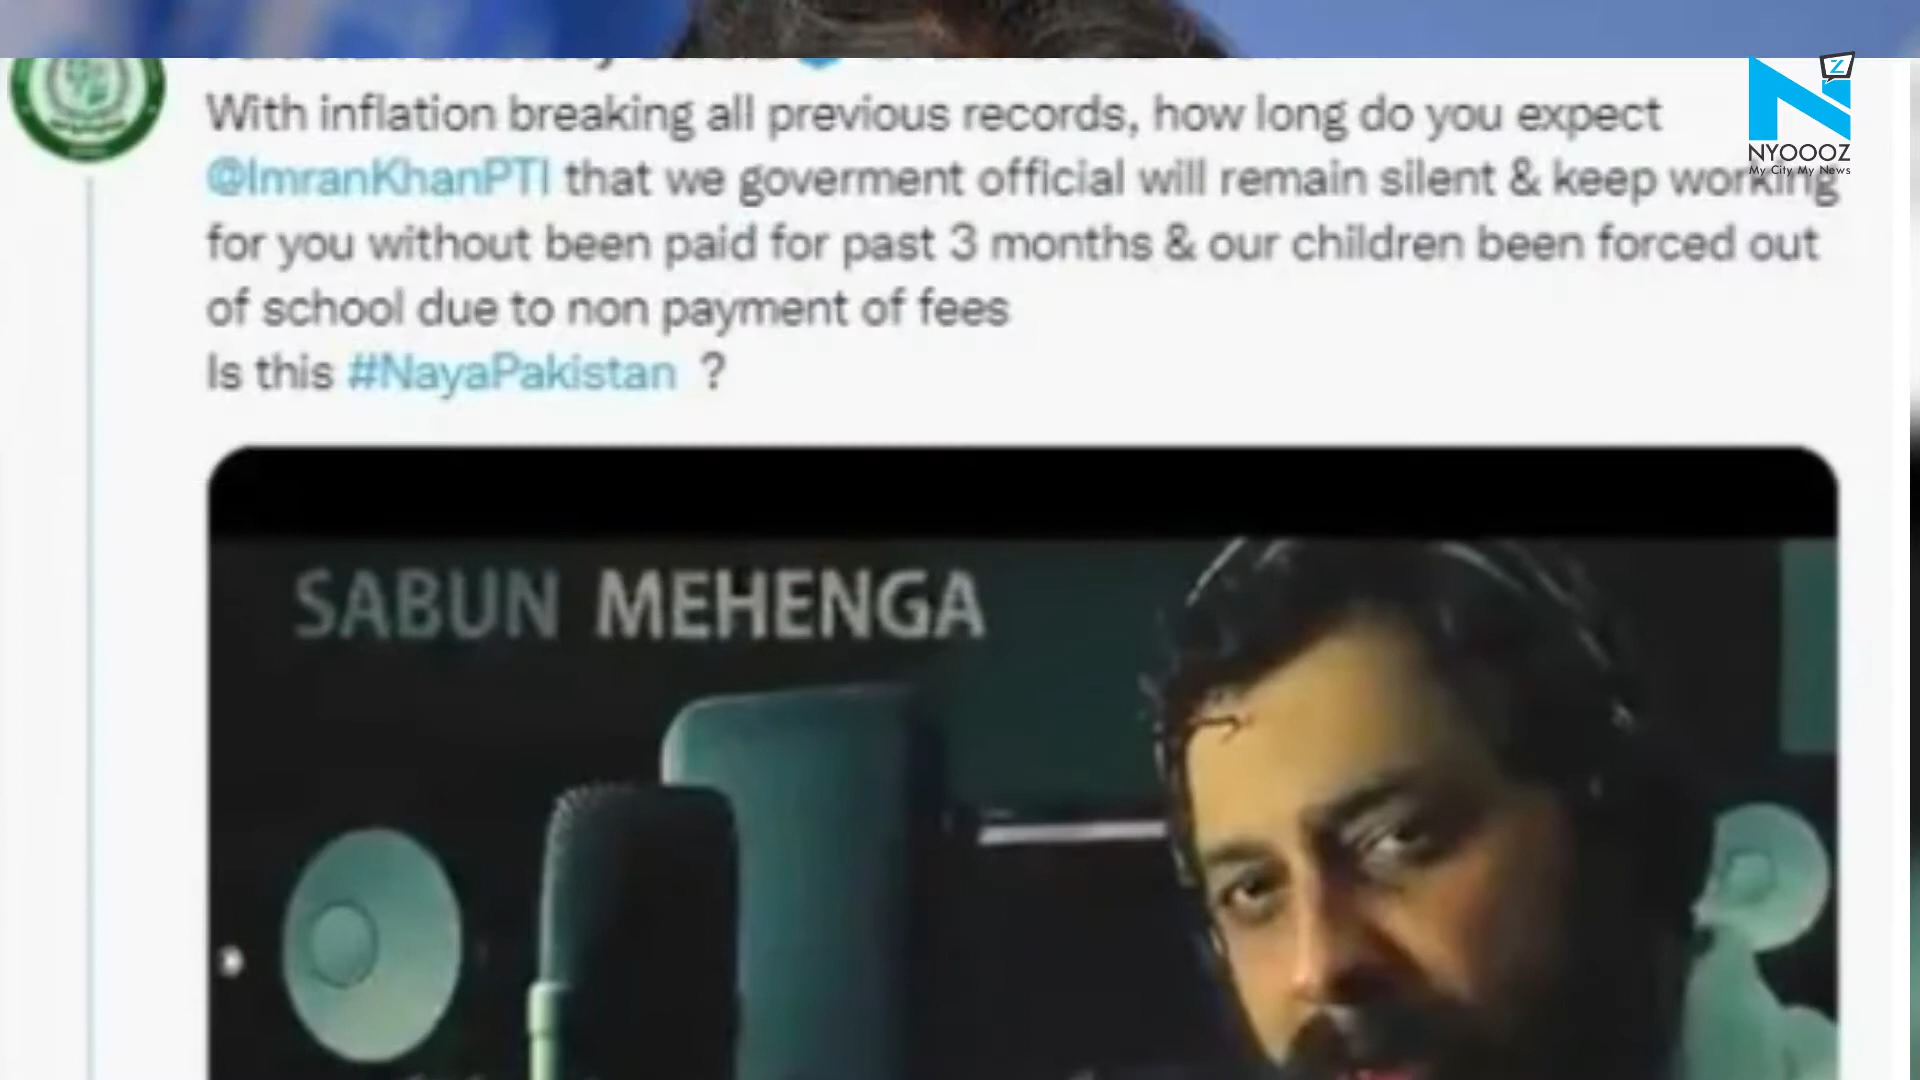 With inflation breaking all previous records, how long do you expect
@ImranKhanPTI that we goverment official will remain silent & keep working
for you without been paid for past 3 months & our children been forced out
of school due to non payment of fees
Is this #NayaPakistan ?
SABUN MEHENGA
Z
N
NYOOOZ
My City My News